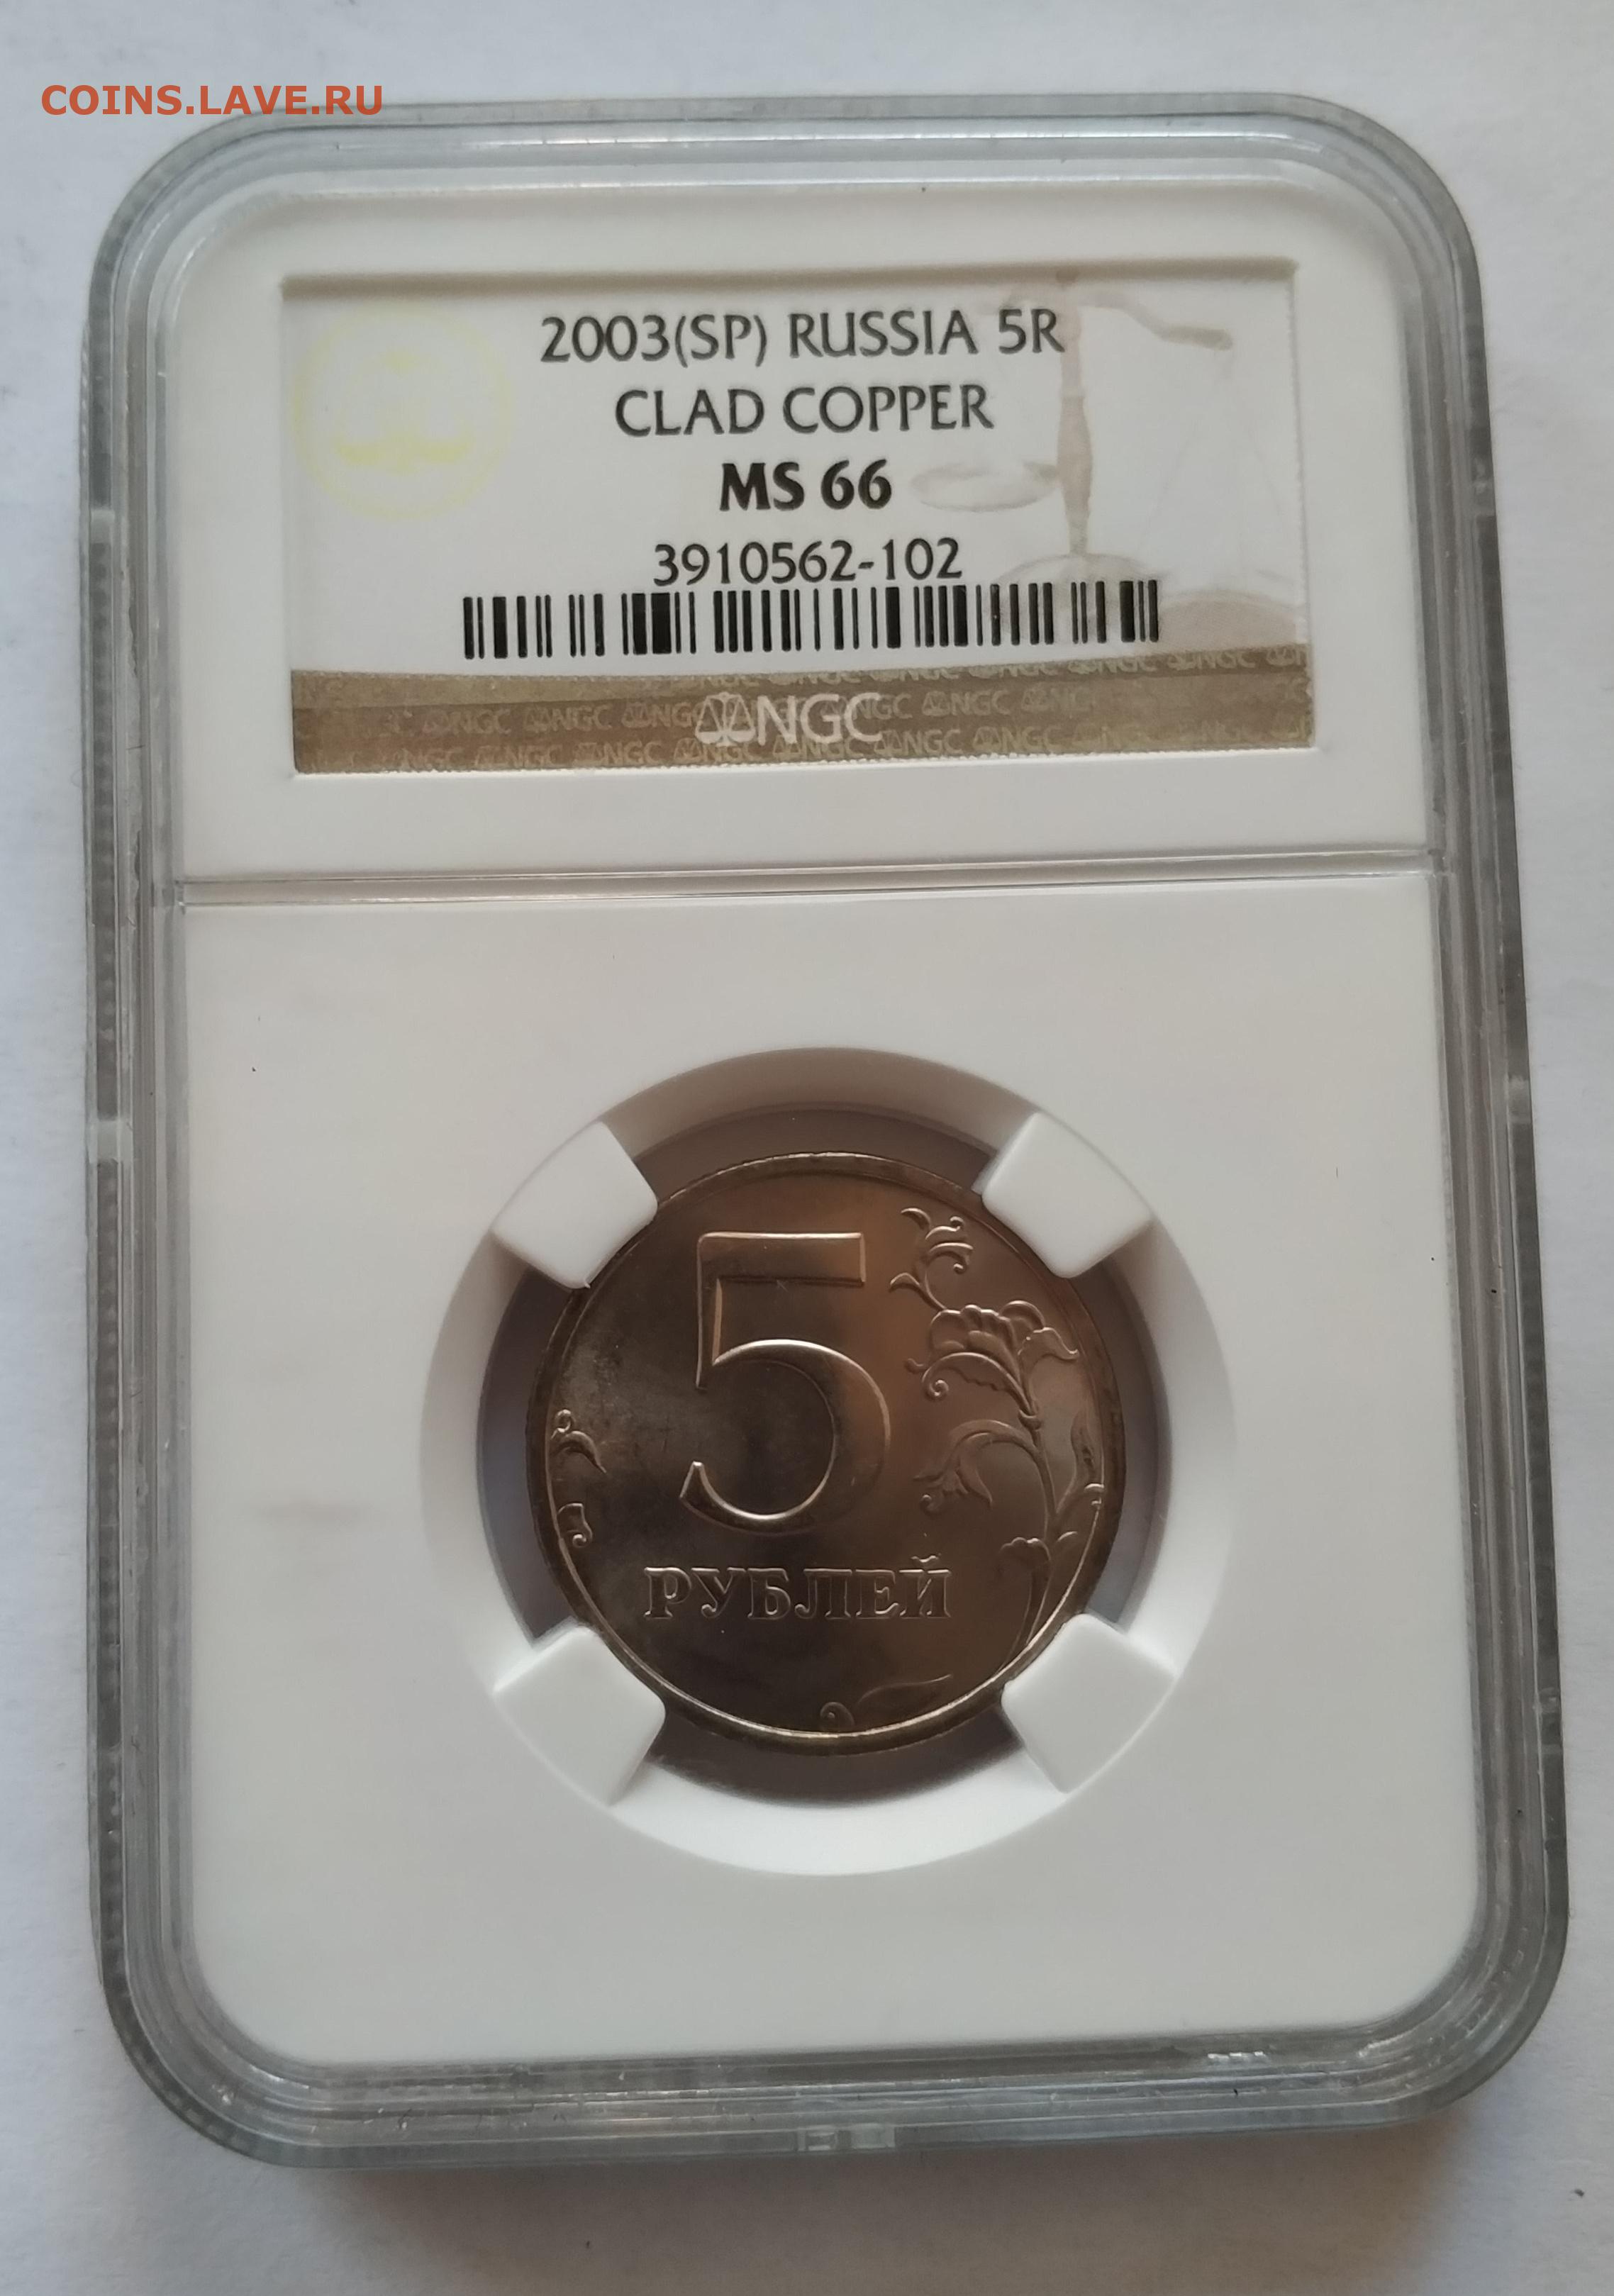 COINS.LAVE.RU
2003(SP) RUSSIA 5R
CLAD COPPER
MS 66
3910562-102
NGC
5
РУБЛЕЙ